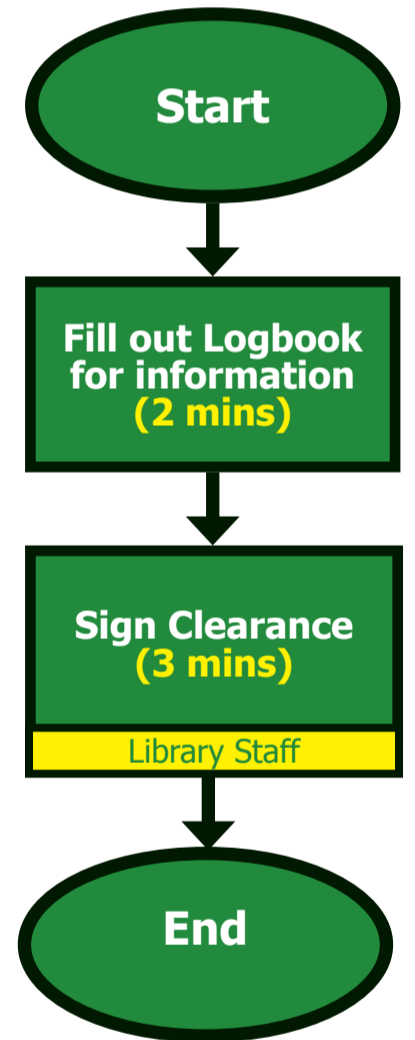 Start
Fill out Logbook
for information
(2 mins)
Sign Clearance
(3 mins)
Library Staff
End